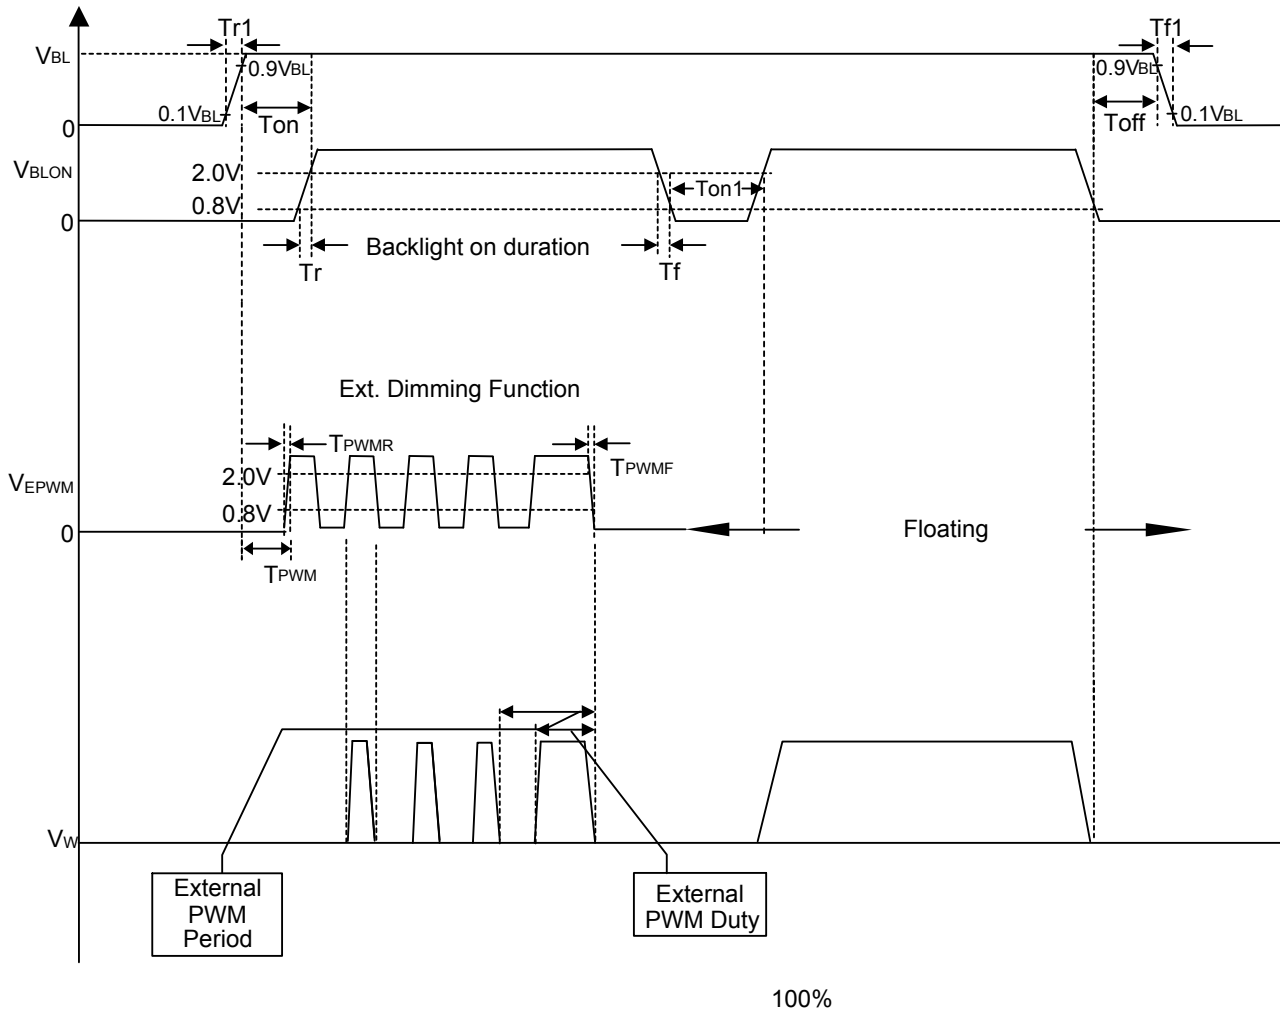 Tr1
Tf1
VBL
0.9VBL
0.9VBL
0.1VBL
Ton
Toff
0.1VBL
0
VBLON
2.0V
Ton1
0.8V
0
Backlight on duration
Tr
Tf
Ext. Dimming Function
TPWMR
TPWMF
2.0V
VEPWM
0.8V
0
Floating
TPWM
VW
External
PWM
Period
External
PWM Duty
100%